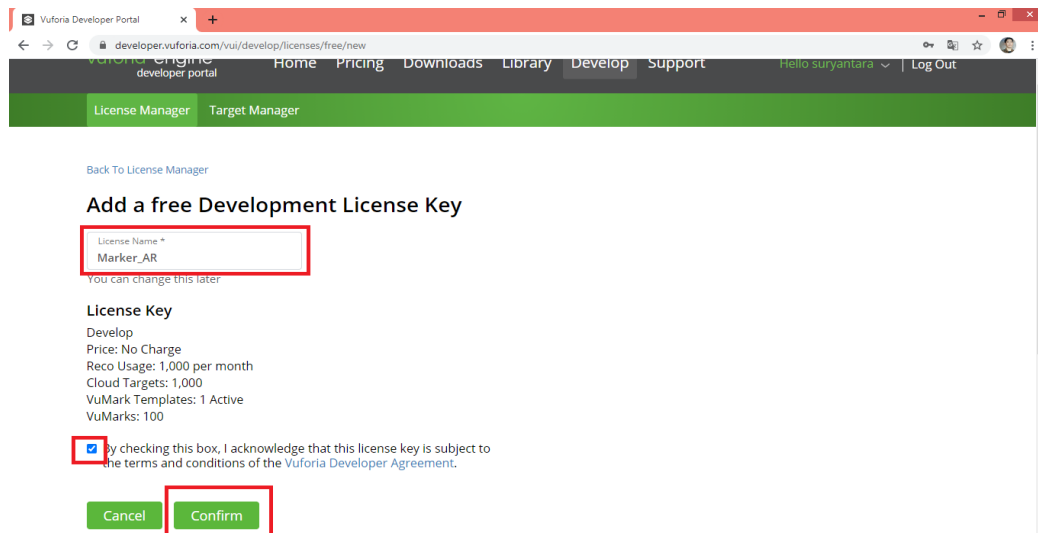 Vuforia Developer Portal
developer.vuforia.com/vui/develop/licenses/free/new
vuforia engine Home Pricing Downloads Library Develop Support Hello suryantara | Log Out
developer portal
License Manager Target Manager
Back To License Manager
Add a free Development License Key
License Name *
Marker_AR
You can change this later
License Key
Develop
Price: No Charge
Reco Usage: 1,000 per month
Cloud Targets: 1,000
VuMark Templates: 1 Active
VuMarks: 100
By checking this box, I acknowledge that this license key is subject to
the terms and conditions of the Vuforia Developer Agreement.
Cancel Confirm